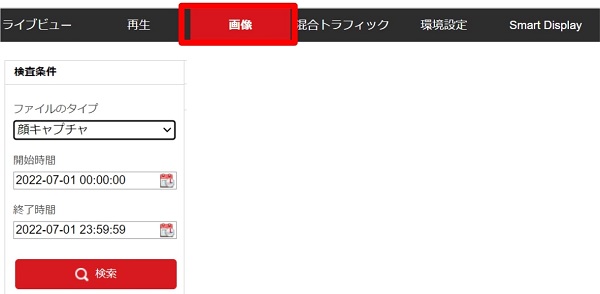 ライブビュー 再生 画像 混合トラフィック 環境設定 Smart Display
検査条件
ファイルのタイプ
顔キャプチャ
開始時間
2022-07-01 00:00:00
終了時間
2022-07-01 23:59:59
検索